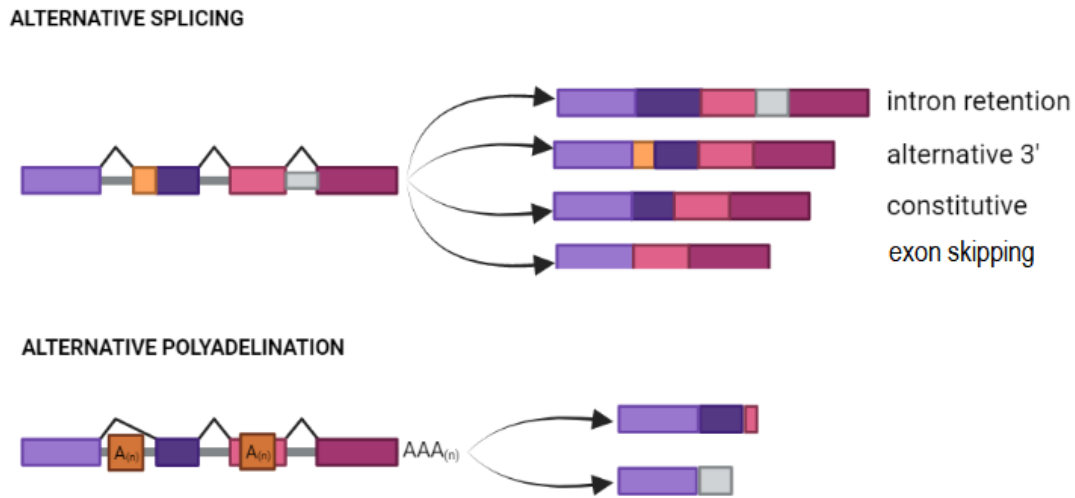 ALTERNATIVE SPLICING
intron retention
alternative 3'
constitutive
exon skipping
ALTERNATIVE POLYADELINATION
A(n)
A(n)
AAA(n)